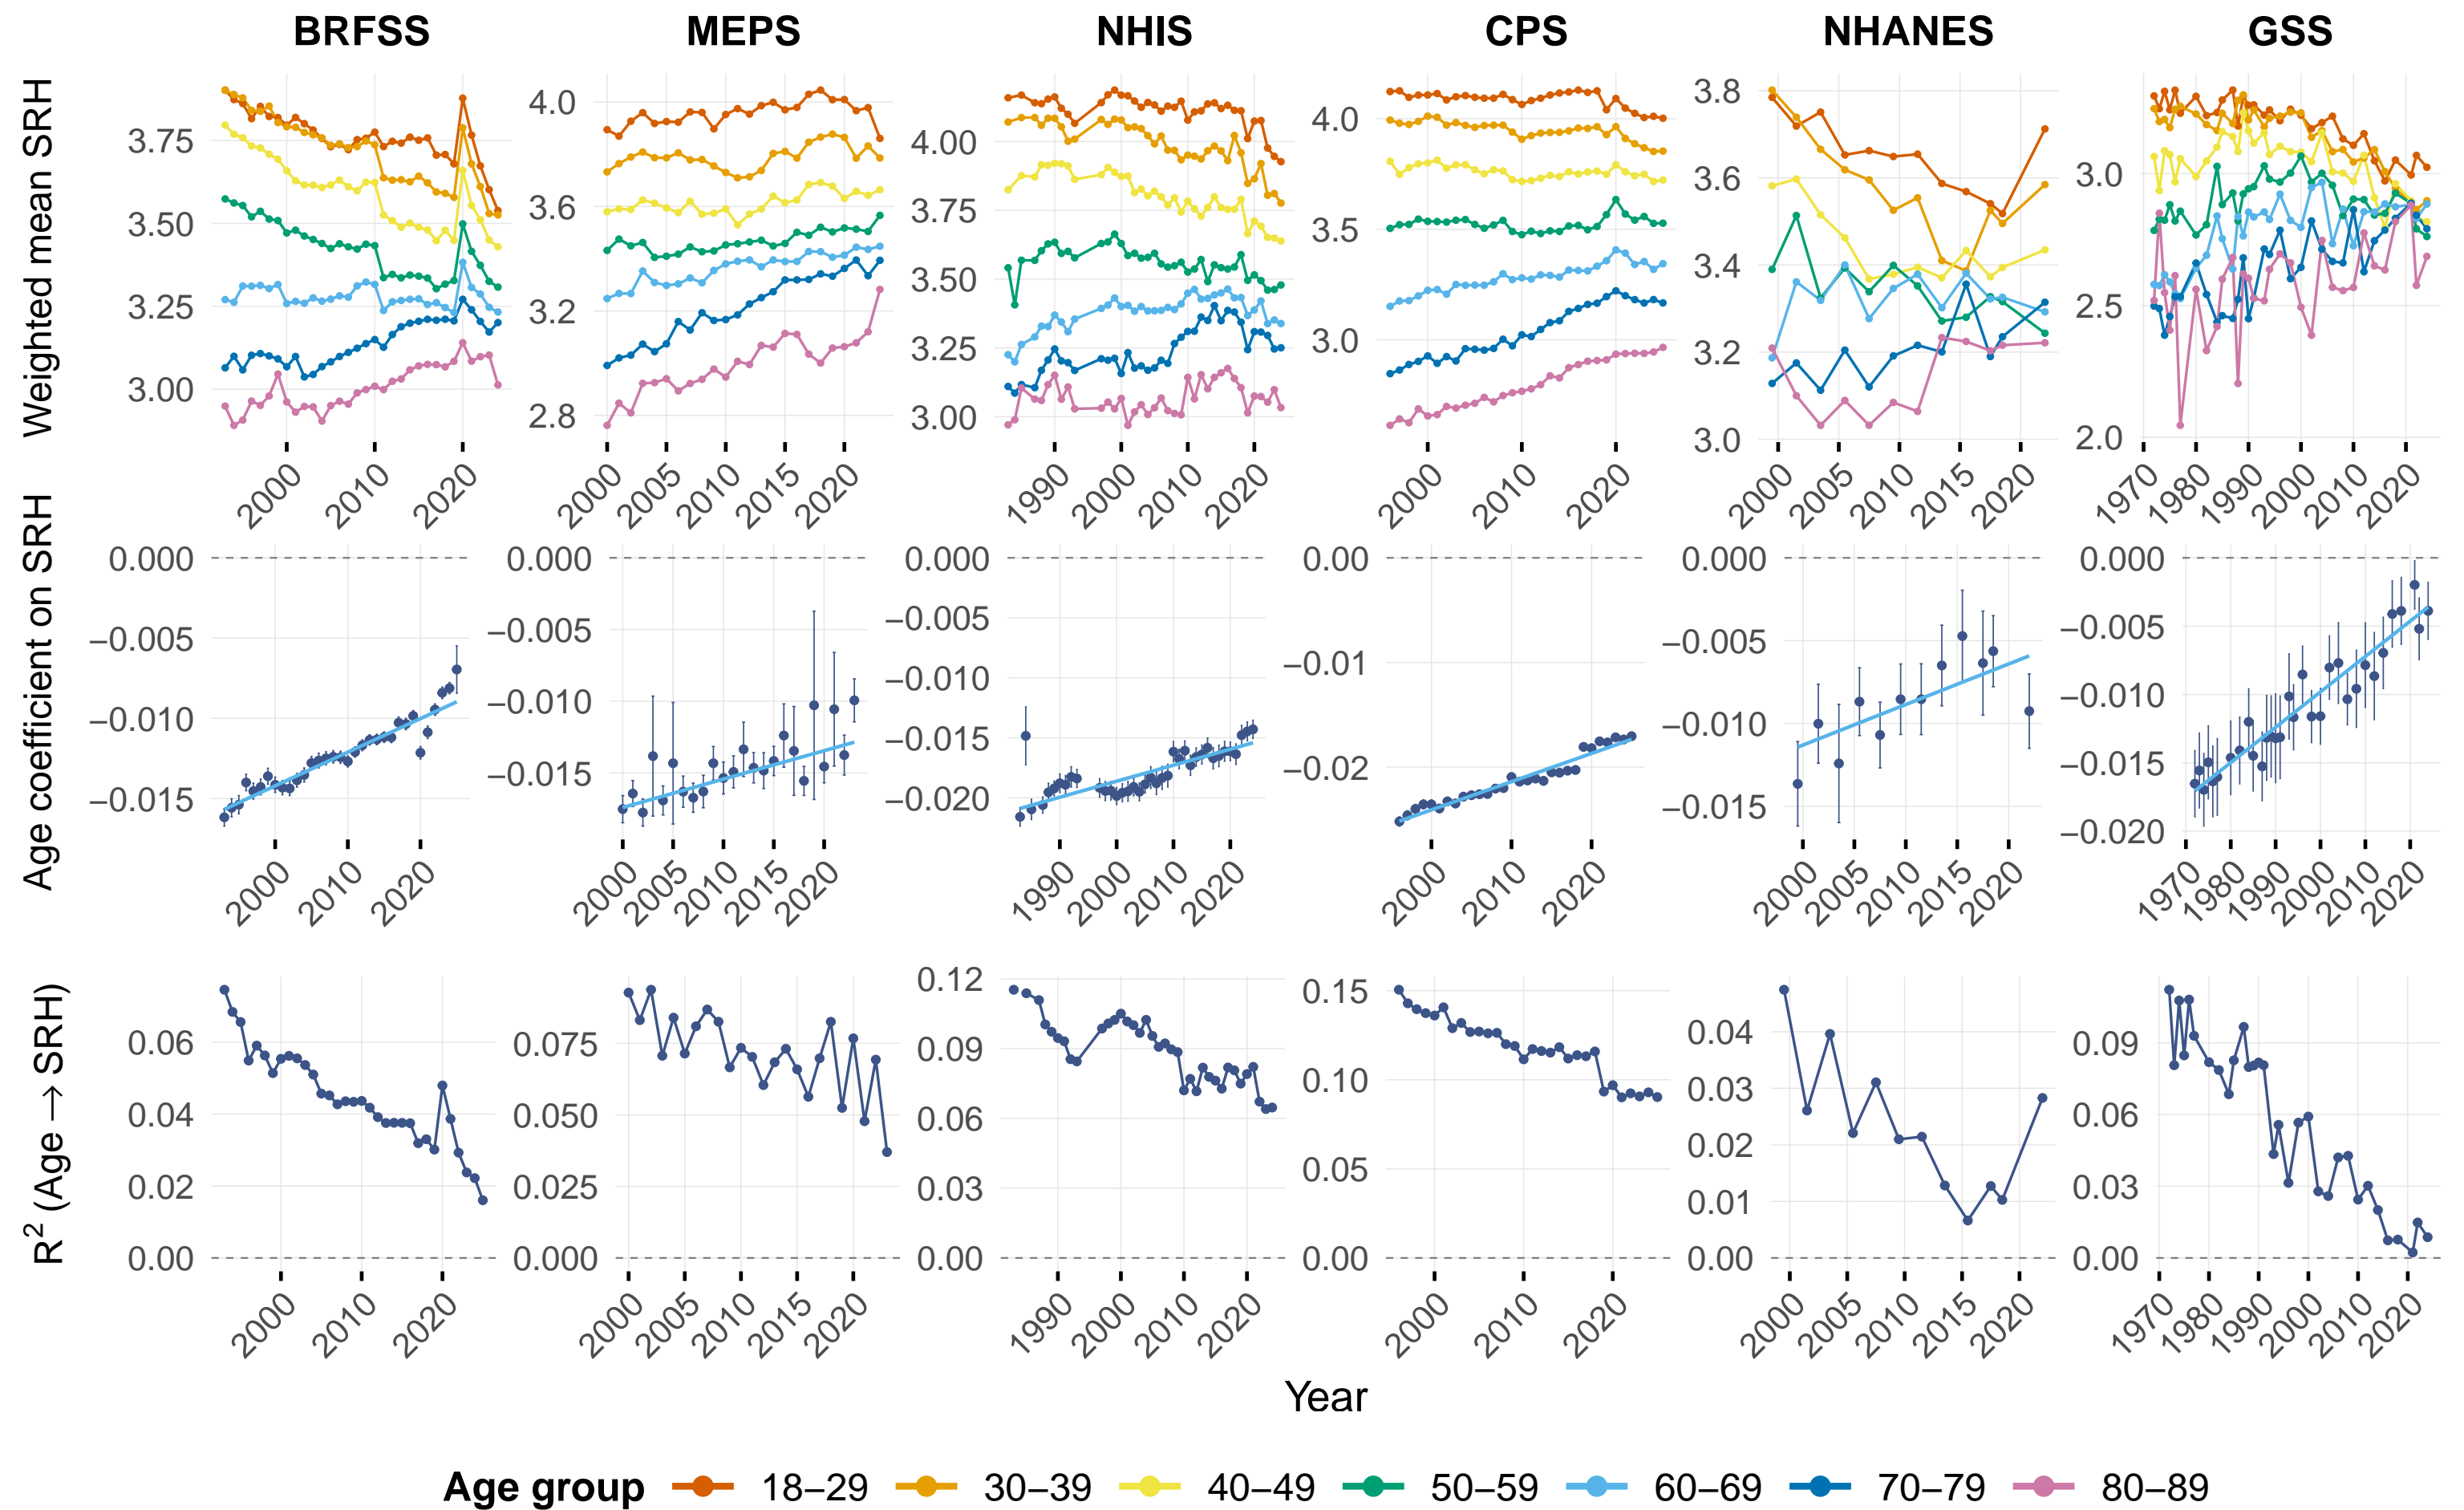 BRFSS MEPS NHIS CPS NHANES GSS
Weighted mean SRH
3.75 3.50 3.25 3.00
4.0 3.6 3.2 2.8
4.00 3.75 3.50 3.25 3.00
4.0 3.5 3.0
3.8 3.6 3.4 3.2 3.0
3.0 2.5 2.0
2000 2010 2020
2000 2005 2010 2015 2020
1990 2000 2010 2020
2000 2010 2020
2000 2005 2010 2015 2020
1970 1980 1990 2000 2010 2020
Age coefficient on SRH
0.000 −0.005 −0.010 −0.015
0.000 −0.005 −0.010 −0.015
0.000 −0.005 −0.010 −0.015 −0.020
0.00 −0.01 −0.02
0.000 −0.005 −0.010 −0.015
0.000 −0.005 −0.010 −0.015 −0.020
2000 2010 2020
2000 2005 2010 2015 2020
1990 2000 2010 2020
2000 2010 2020
2000 2005 2010 2015 2020
1970 1980 1990 2000 2010 2020
R² (Age → SRH)
0.06 0.04 0.02 0.00
0.075 0.050 0.025 0.000
0.12 0.09 0.06 0.03 0.00
0.15 0.10 0.05 0.00
0.04 0.03 0.02 0.01 0.00
0.09 0.06 0.03 0.00
2000 2010 2020
2000 2005 2010 2015 2020
1990 2000 2010 2020
2000 2010 2020
2000 2005 2010 2015 2020
1970 1980 1990 2000 2010 2020
Year
Age group 18−29 30−39 40−49 50−59 60−69 70−79 80−89